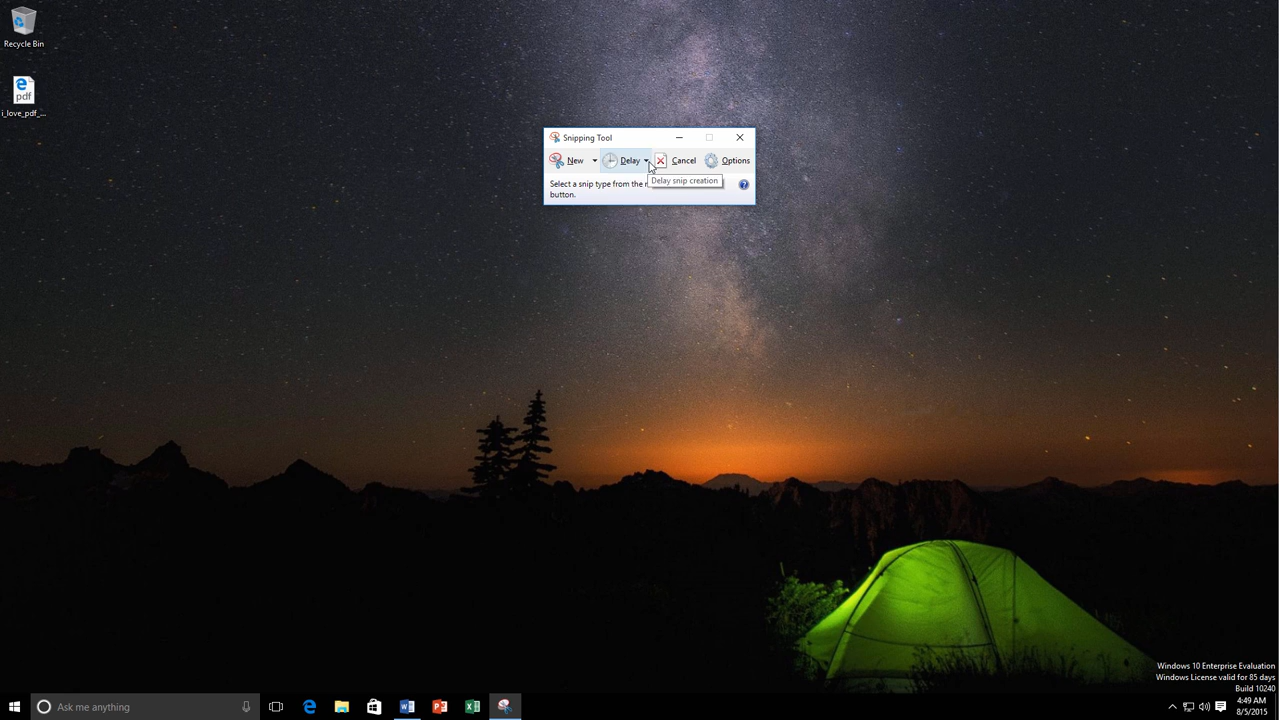 Recycle Bin
pdf
i_love_pdf_...
Snipping Tool
New
Delay
Cancel
Options
Select a snip type from the
button.
Delay snip creation
Windows 10 Enterprise Evaluation
Windows License valid for 85 days
Build 10240
Ask me anything
4:49 AM
8/5/2015